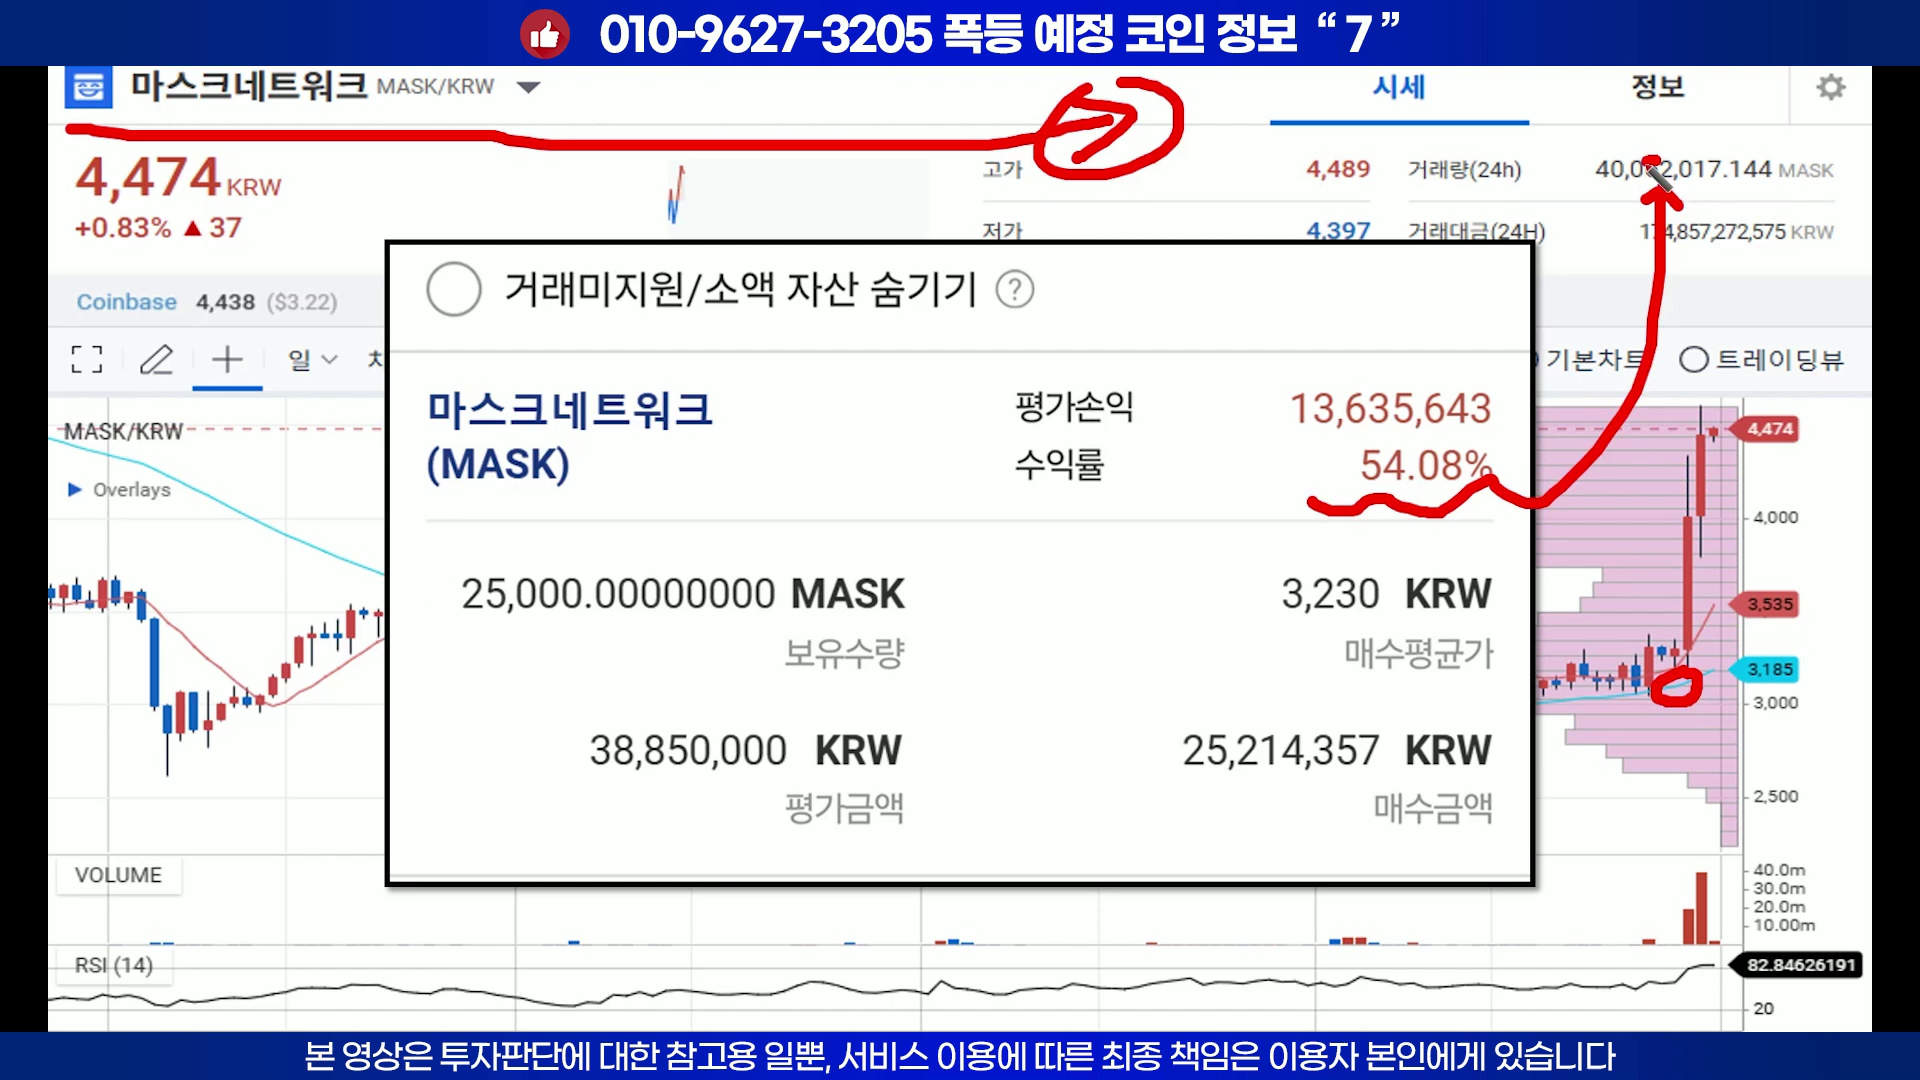 010-9627-3205 폭등 예정 코인 정보 “ 7 ”
마스크네트워크 MASK/KRW
시세
정보
4,474 KRW
+0.83% ▲ 37
고가 4,489
거래량(24h) MASK
저가 4,397
거래대금(24H) KRW
Coinbase 4,438 ($3.22)
일
기본차트
트레이딩뷰
거래미지원/소액 자산 숨기기 ?
마스크네트워크
(MASK)
평가손익 13,635,643
수익률 54.08%
25,000.00000000 MASK
보유수량
3,230 KRW
매수평균가
38,850,000 KRW
평가금액
25,214,357 KRW
매수금액
MASK/KRW
Overlays
4,474
4,000
3,535
3,185
3,000
2,500
VOLUME
40.0m
30.0m
20.0m
10.00m
RSI (14)
82.84626191
20
본 영상은 투자판단에 대한 참고용 일뿐, 서비스 이용에 따른 최종 책임은 이용자 본인에게 있습니다